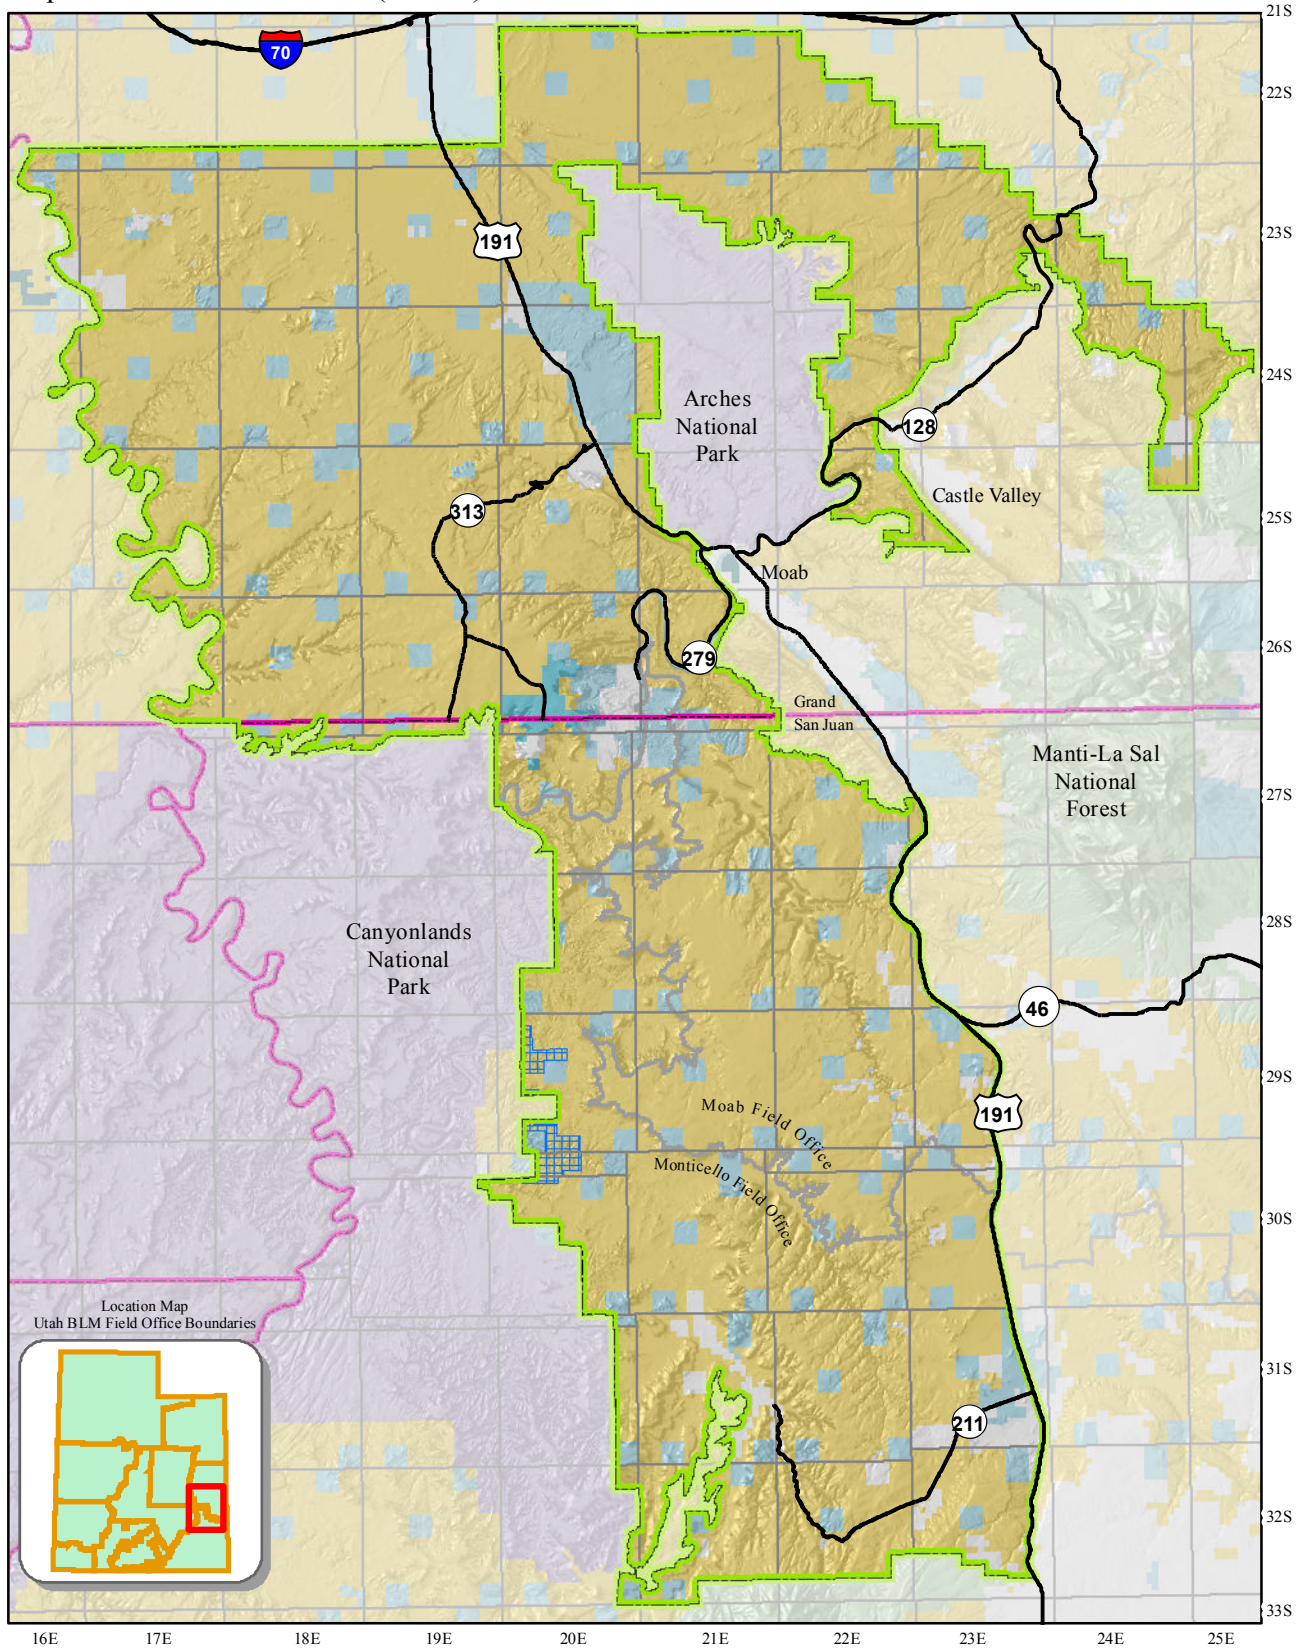 21S
70
22S
191
23S
24S
Arches
National
Park
128
313
Castle Valley
25S
Moab
279
26S
Grand
San Juan
Manti-La Sal
National
Forest
27S
Canyonlands
National
Park
28S
46
29S
191
Moab Field Office
Monticello Field Office
30S
Location Map
Utah BLM Field Office Boundaries
31S
211
32S
33S
16E 17E 18E 19E 20E 21E 22E 23E 24E 25E